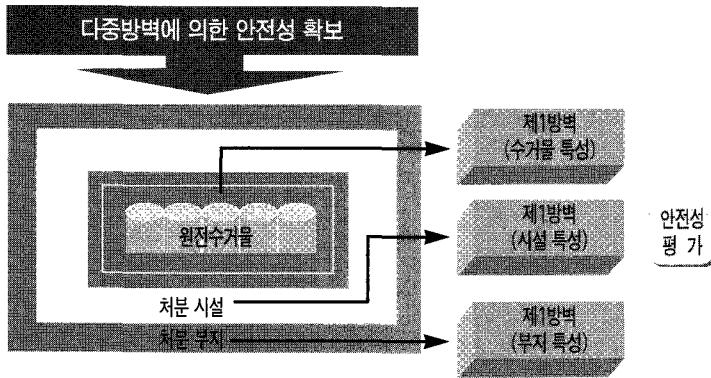 다중방벽에 의한 안전성 확보
제1방벽
(수거물 특성)
원전수거물
제1방벽
(시설 특성)
안전성
평 가
처분 시설
처분 부지
제1방벽
(부지 특성)